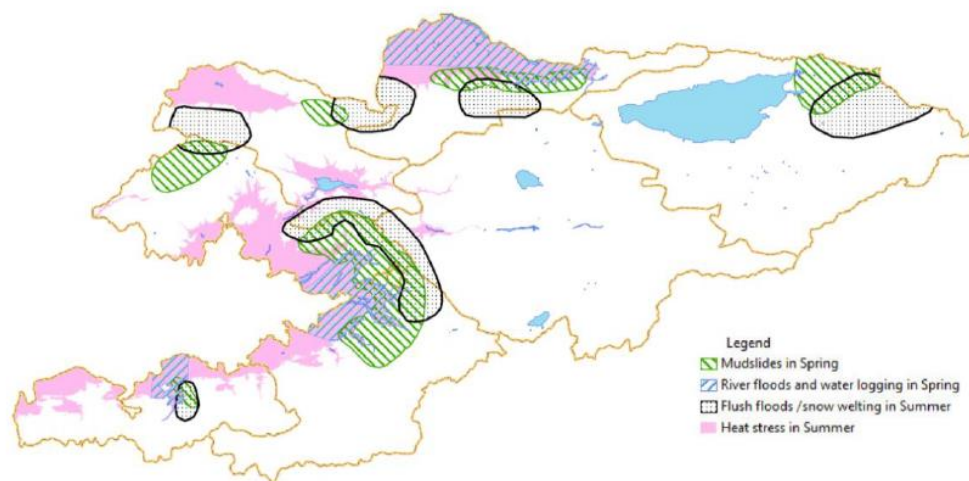 Legend
Mudslides in Spring
River floods and water logging in Spring
Flush floods /snow welting in Summer
Heat stress in Summer